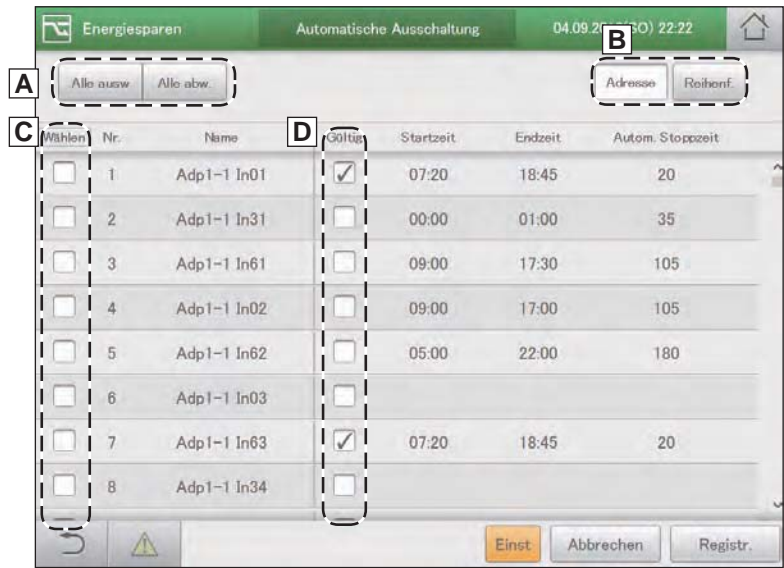 Energiesparen Automatische Ausschaltung 04.09. (SO) 22:22
B
A Alle ausw Alle abw. Adresse Reihenf.
C Wählen Nr. Name D Gültig Startzeit Endzeit Autom. Stoppzeit
1 Adp1-1 In01 ✓ 07:20 18:45 20
2 Adp1-1 In31 00:00 01:00 35
3 Adp1-1 In61 09:00 17:30 105
4 Adp1-1 In02 09:00 17:00 105
5 Adp1-1 In62 05:00 22:00 180
6 Adp1-1 In03
7 Adp1-1 In63 ✓ 07:20 18:45 20
8 Adp1-1 In34
Einst Abbrechen Registr.